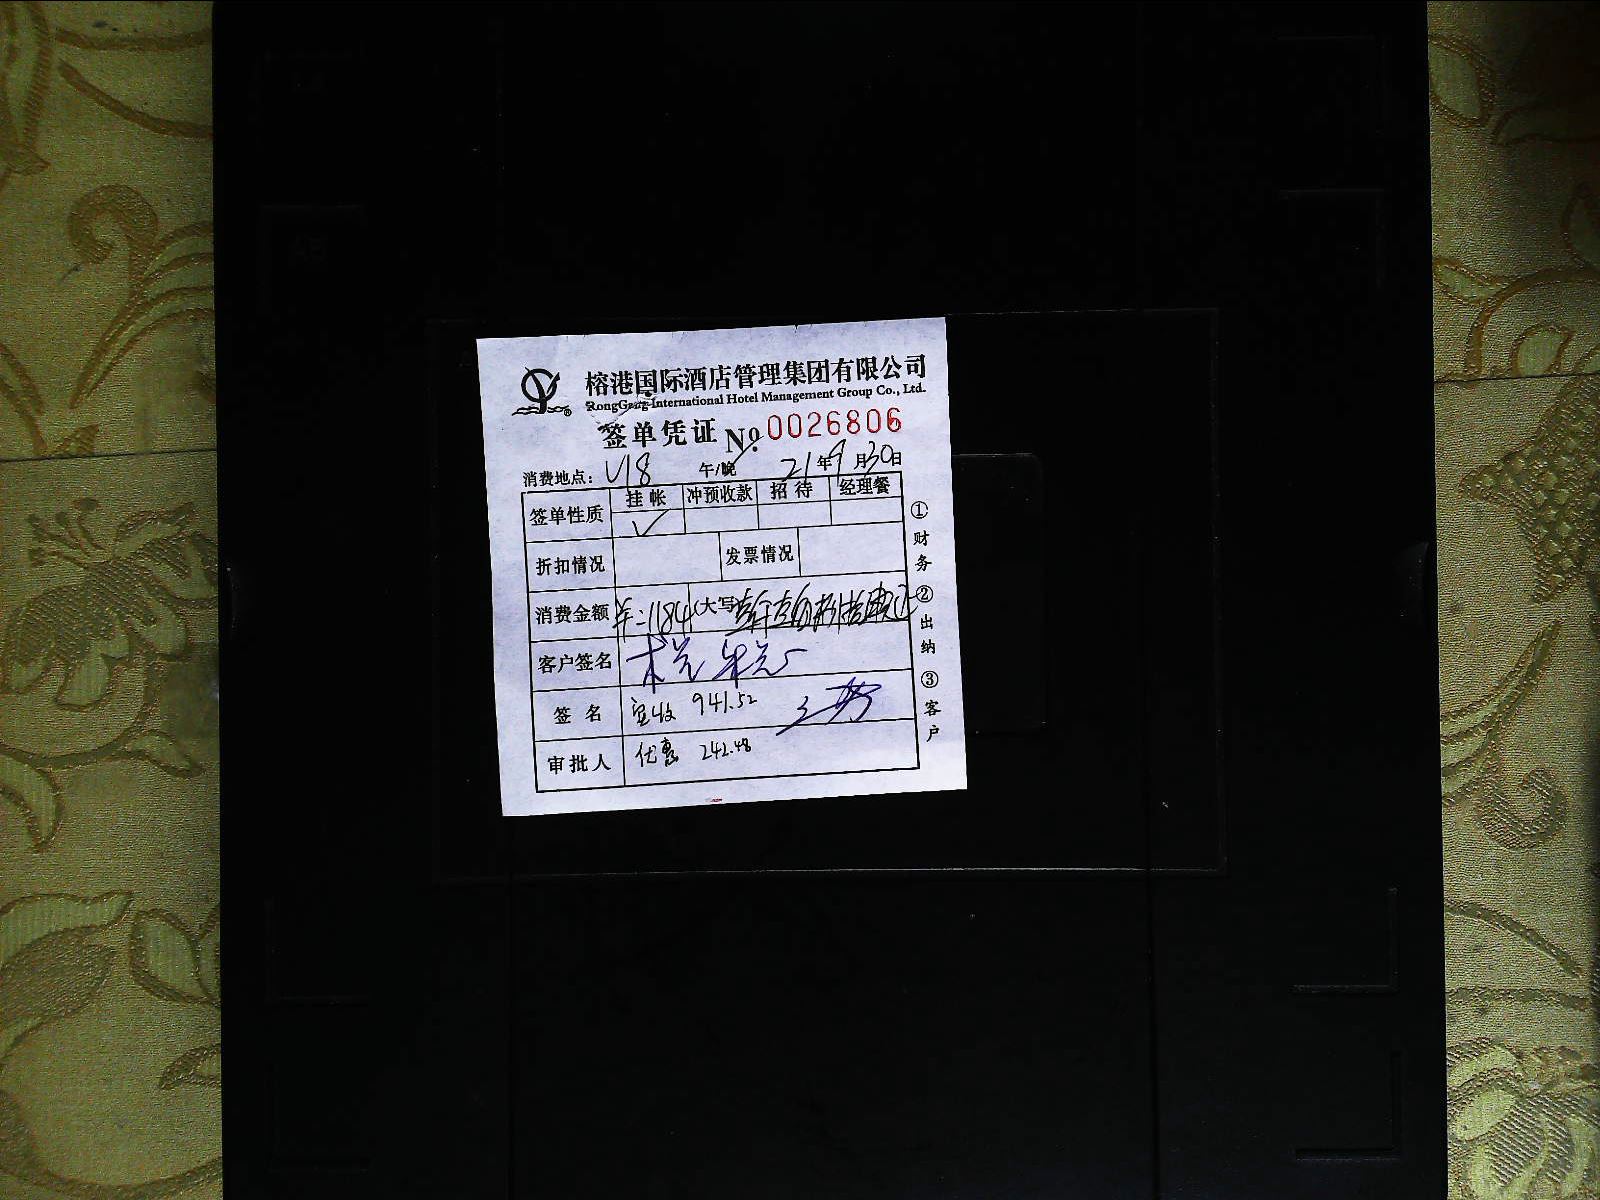 榕港国际酒店管理集团有限公司
RongGang International Hotel Management Group Co., Ltd.
签单凭证 No. 0026806
消费地点: V18 午/晚 21年9月30日
签单性质 挂帐 冲预收款 招待 经理餐
✓
折扣情况 发票情况
消费金额 ¥:1184 (大写)
客户签名
签名 实收 941.52
审批人 优惠 242.48
①财务 ②出纳 ③客户